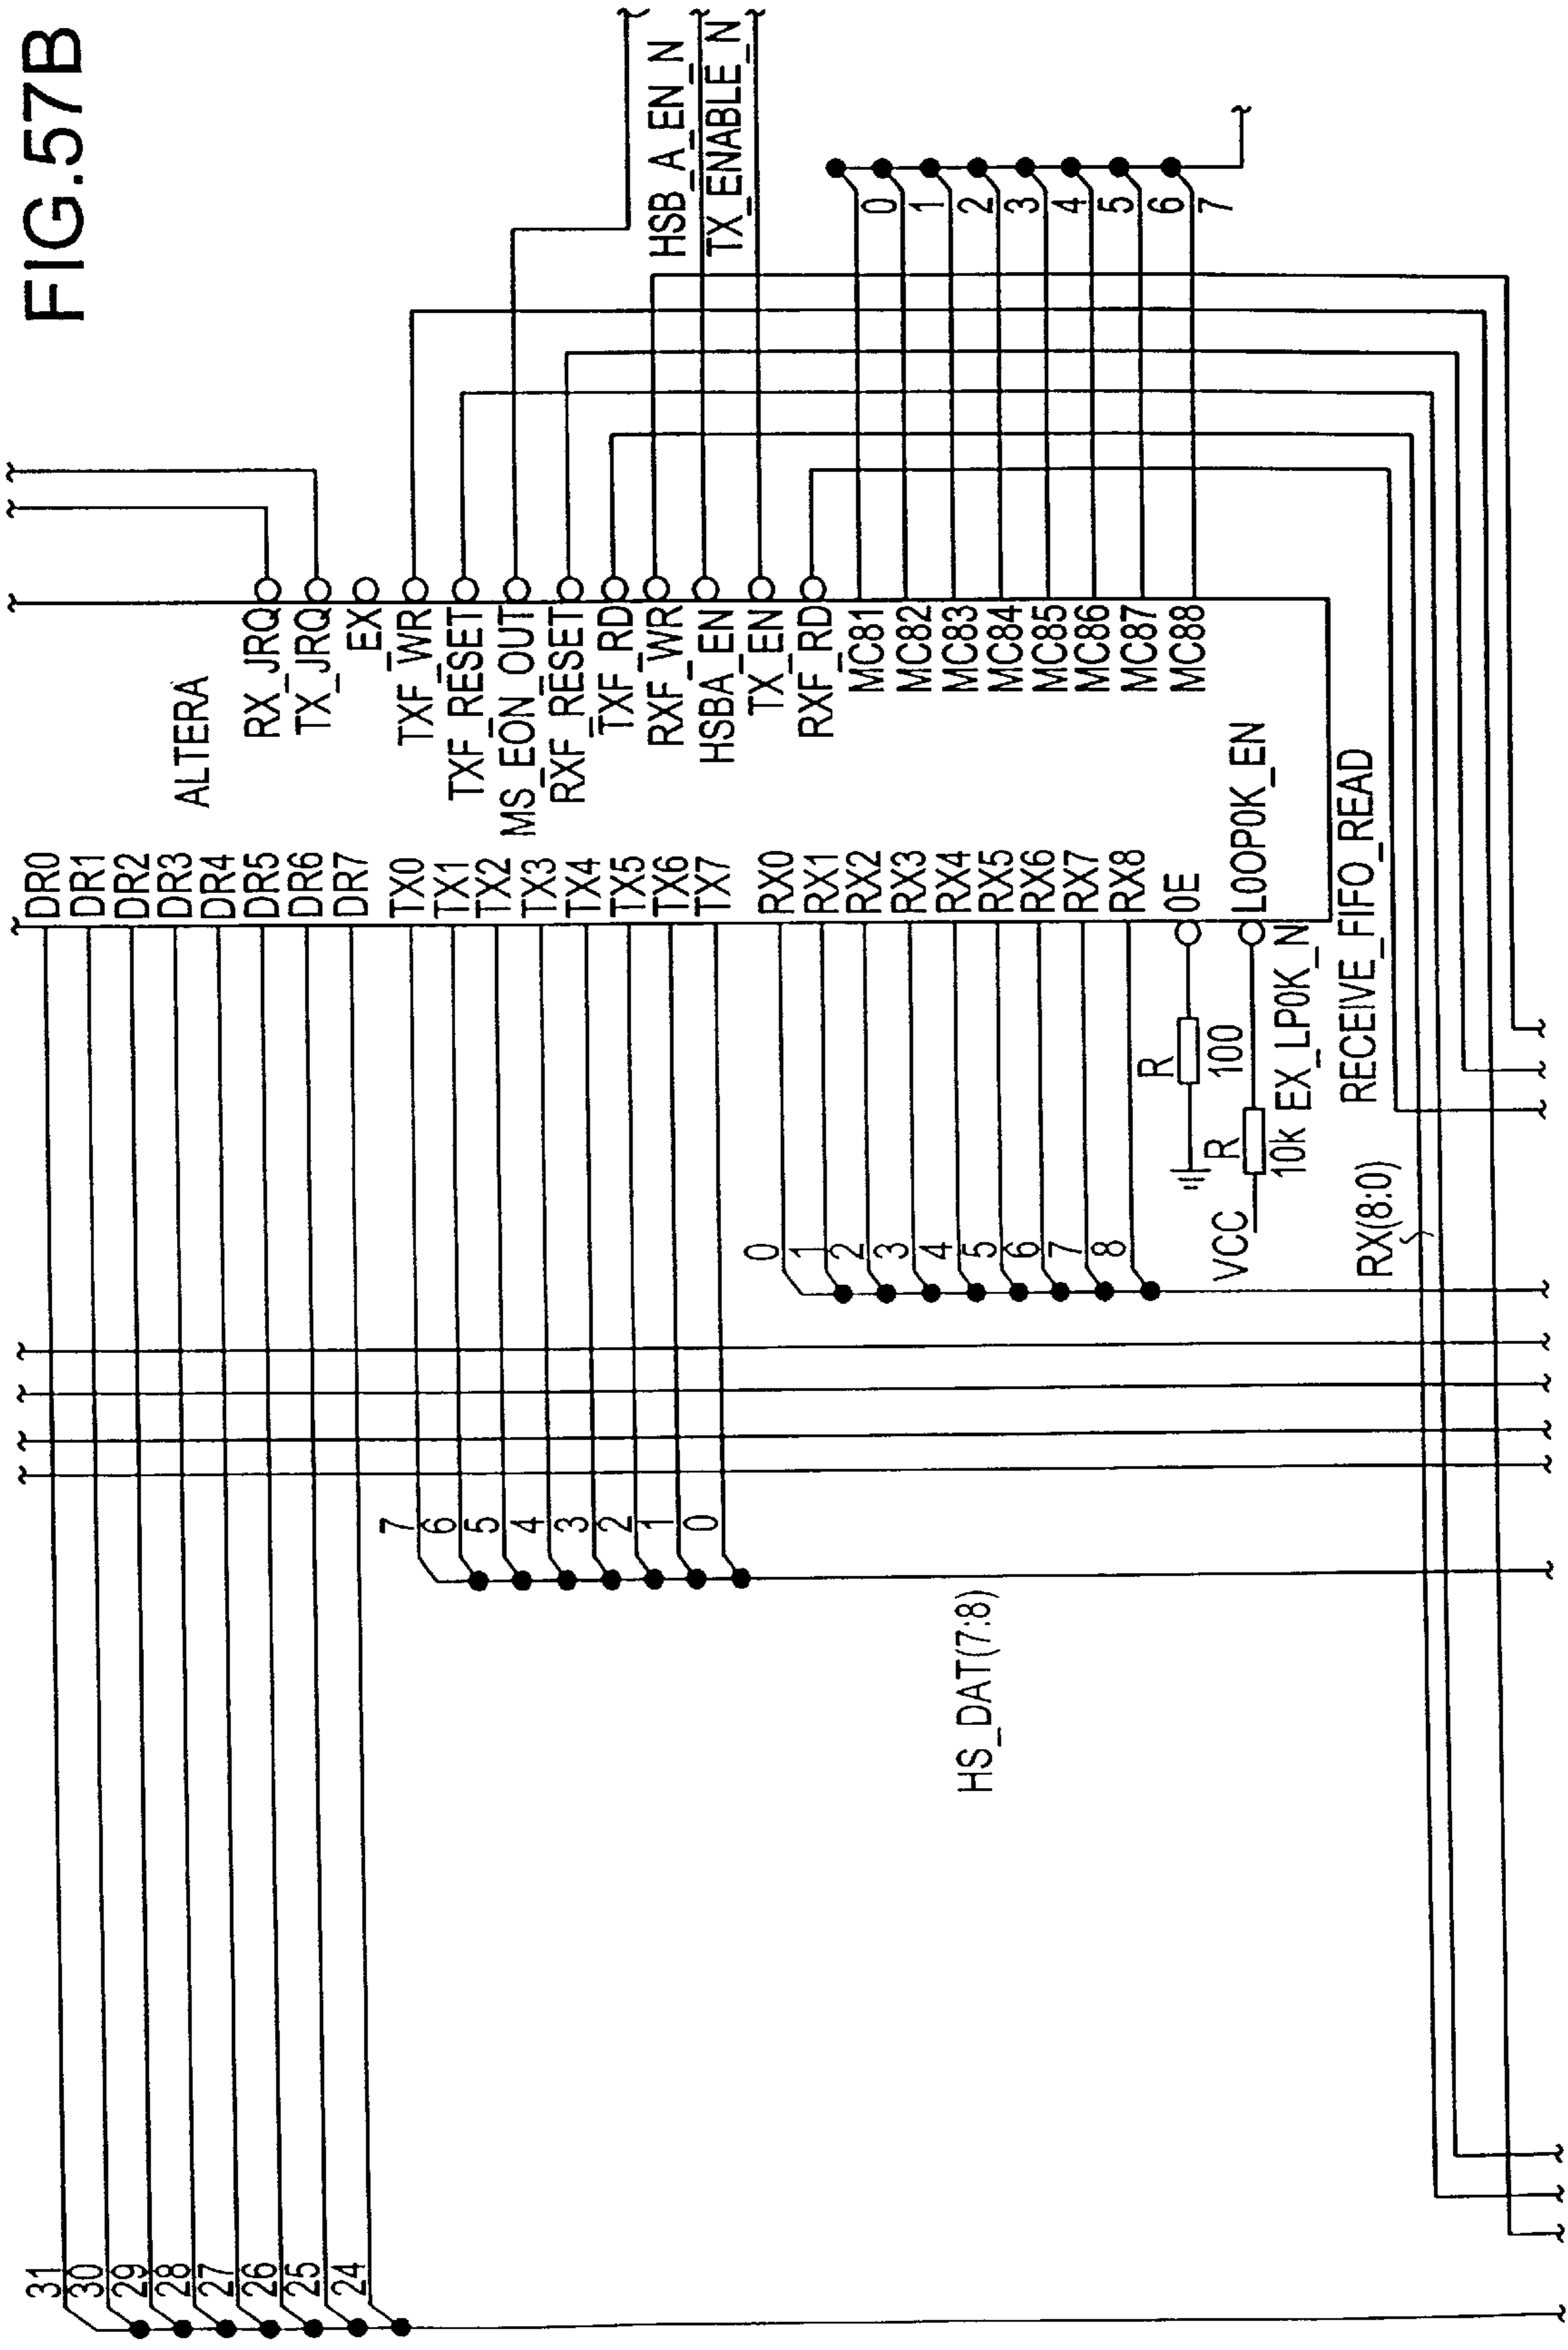 FIG.57B
ALTERA
DR0
DR1
DR2
DR3
DR4
DR5
DR6
DR7
TX0
TX1
TX2
TX3
TX4
TX5
TX6
TX7
RX0
RX1
RX2
RX3
RX4
RX5
RX6
RX7
RX8
OE
LOOPOK_EN
RX_JRQ
TX_JRQ
EX
TXF_WR
TXF_RESET
MS_EON_OUT
RXF_RESET
TXF_RD
RXF_WR
HSBA_EN
TX_EN
RXF_RD
MC81
MC82
MC83
MC84
MC85
MC86
MC87
MC88
HSB_A_EN_N
TX_ENABLE_N
0
1
2
3
4
5
6
7
31
30
29
28
27
26
25
24
7
6
5
4
3
2
1
0
0
1
2
3
4
5
6
7
8
R
100
VCC
R
10k
EX_LPOK_N
RECEIVE_FIFO_READ
RX(8:0)
HS_DAT(7:8)